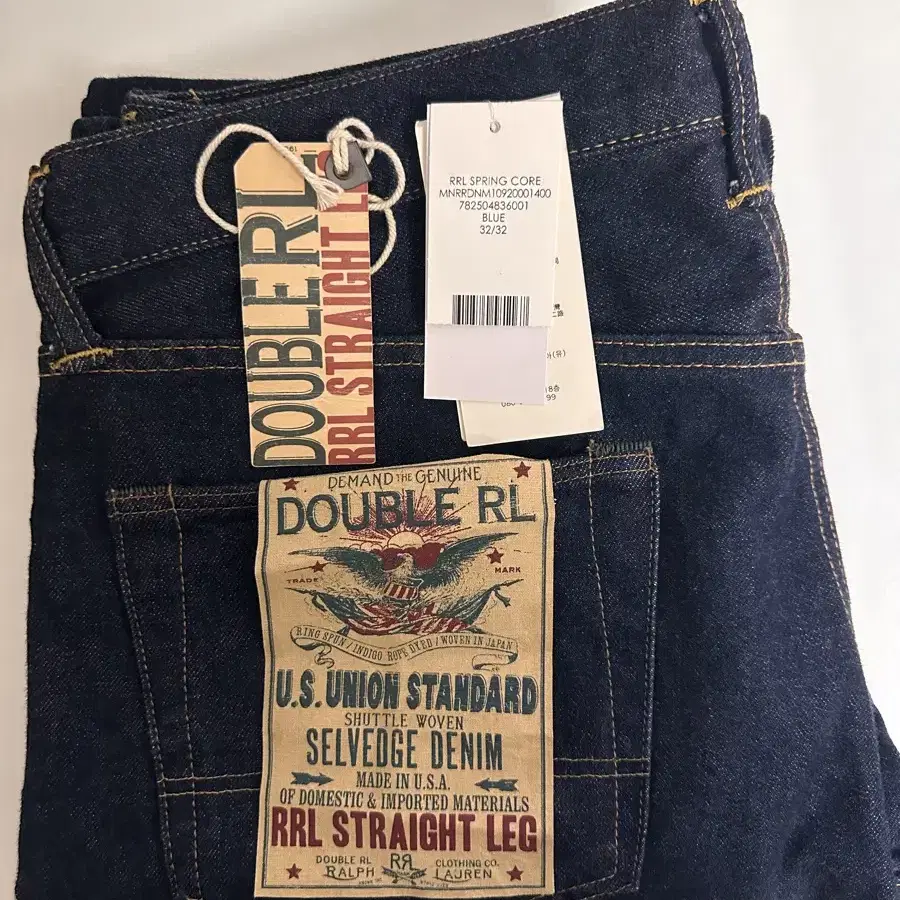 DOUBLE RL
RRL STRAIGHT L
RRL SPRING CORE
MNRRDNM10920001400
782504836001
BLUE
32/32
DEMAND THE GENUINE
DOUBLE RL
TRADE MARK
RING SPUN / INDIGO ROPE DYED / WOVEN IN JAPAN
U.S. UNION STANDARD
SHUTTLE WOVEN
SELVEDGE DENIM
MADE IN U.S.A.
OF DOMESTIC & IMPORTED MATERIALS
RRL STRAIGHT LEG
DOUBLE RL RR CLOTHING CO.
RALPH LAUREN